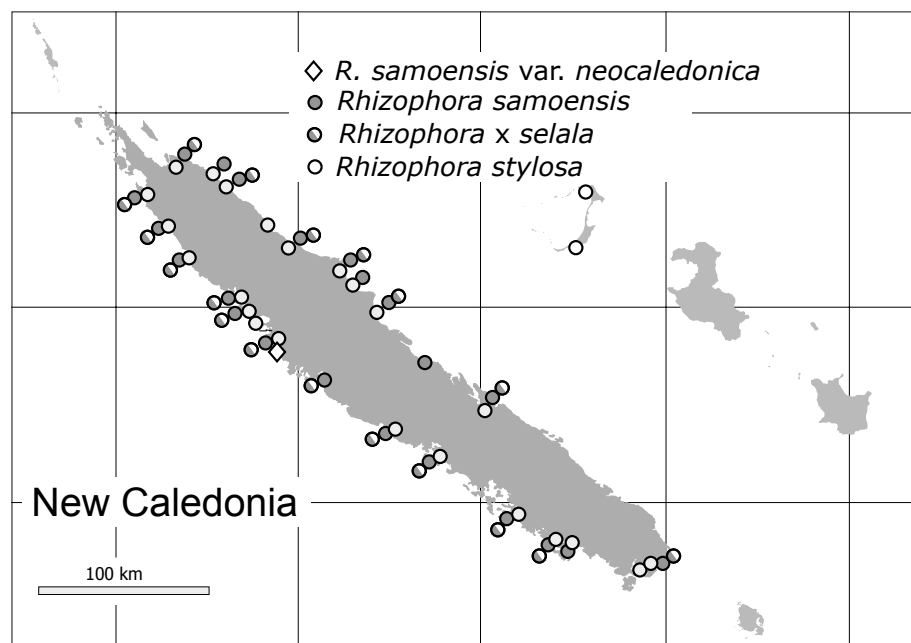 R. samoensis var. neocaledonica
Rhizophora samoensis
Rhizophora x selala
Rhizophora stylosa
New Caledonia
100 km